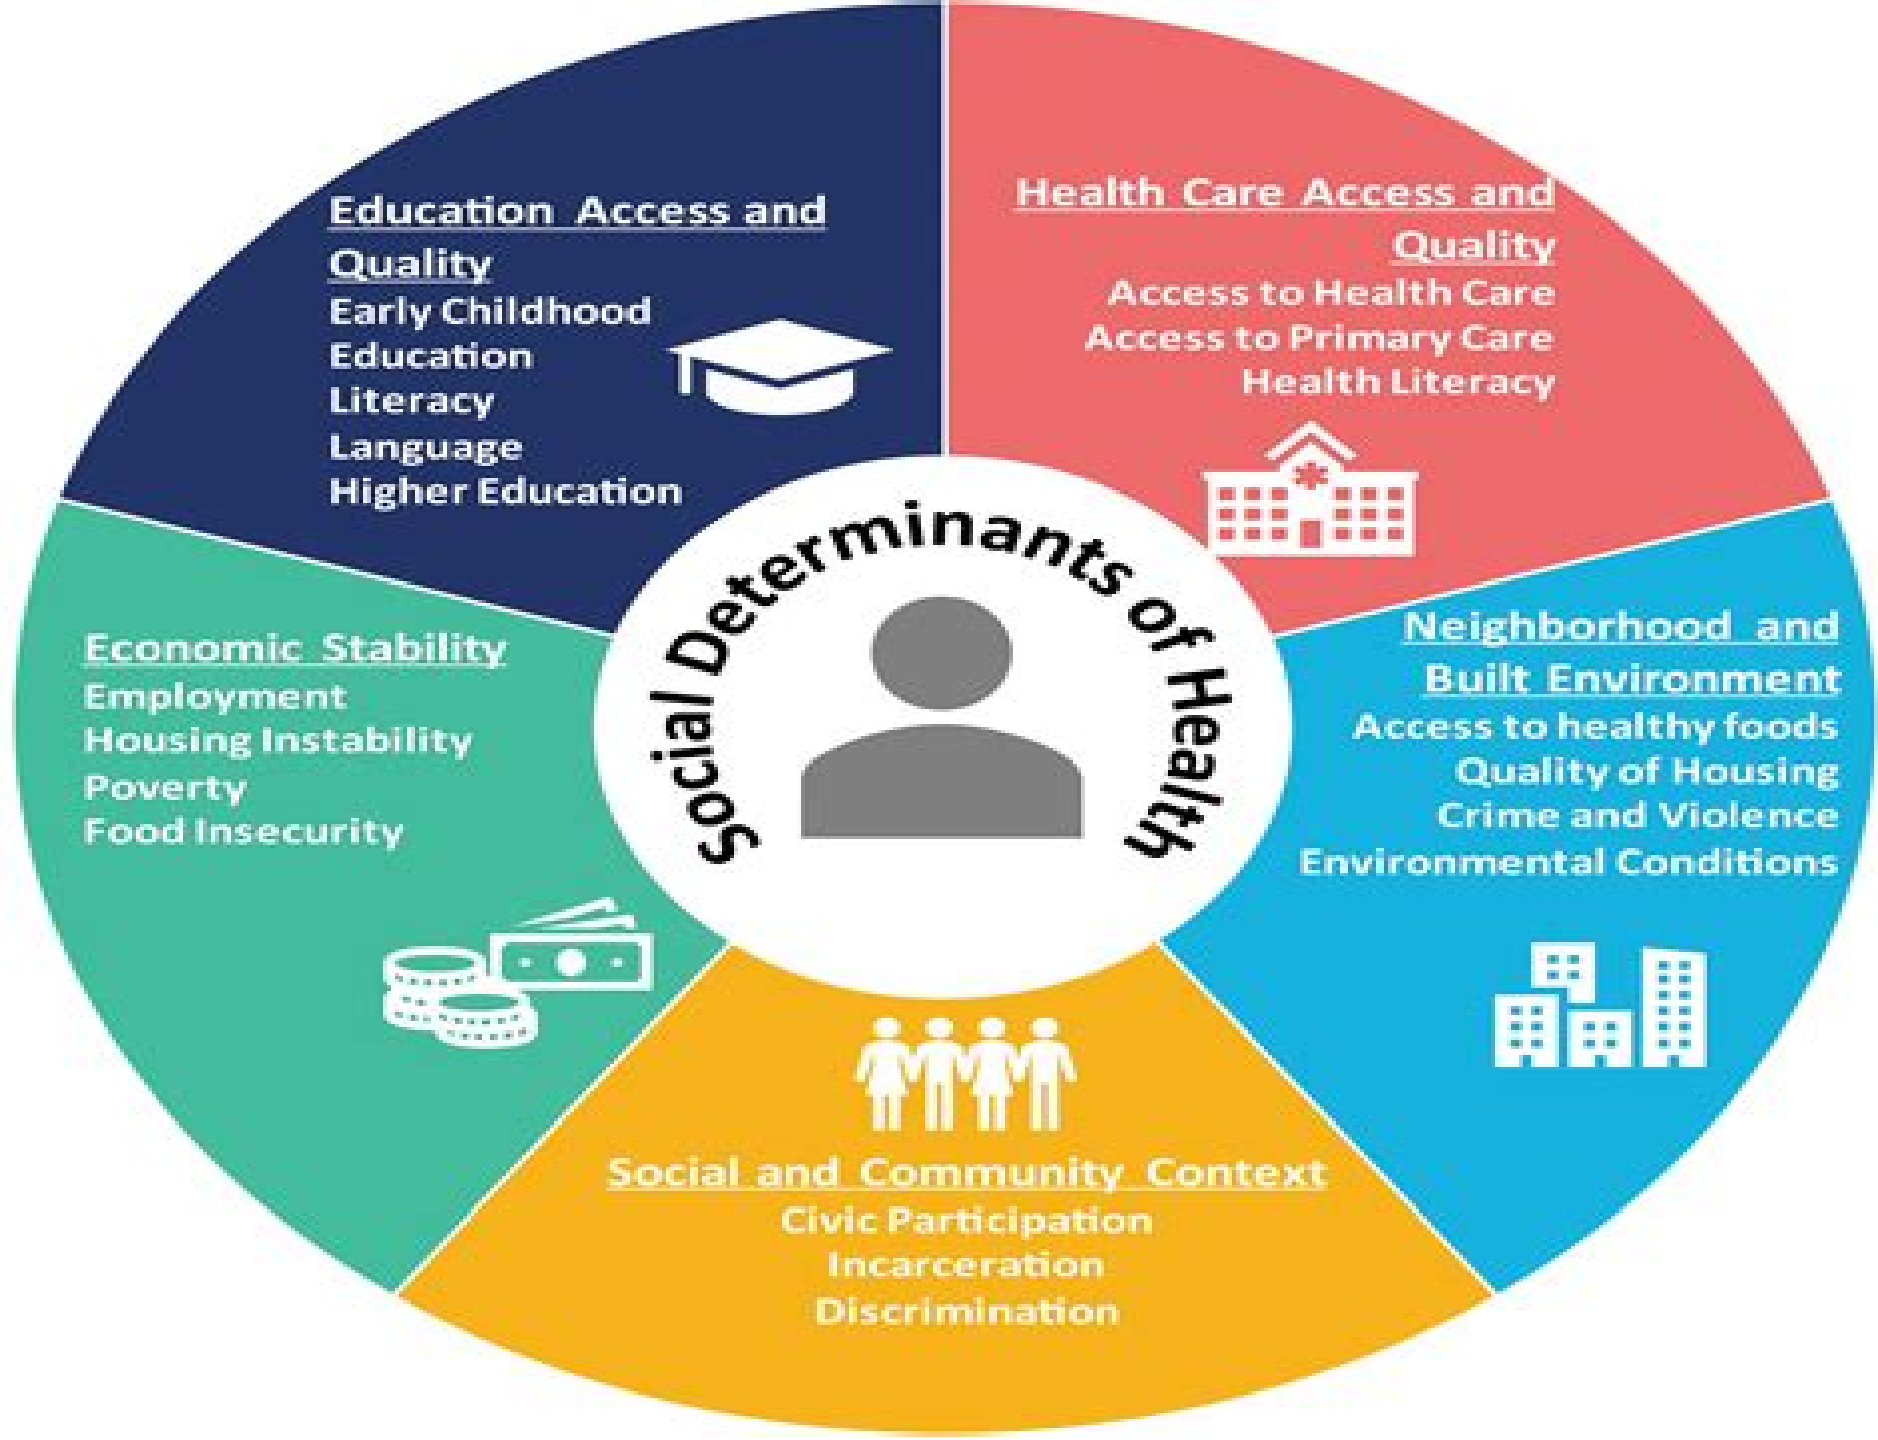 Education Access and
Quality
Early Childhood
Education
Literacy
Language
Higher Education
Health Care Access and
Quality
Access to Health Care
Access to Primary Care
Health Literacy
Social Determinants of Health
Economic Stability
Employment
Housing Instability
Poverty
Food Insecurity
Neighborhood and
Built Environment
Access to healthy foods
Quality of Housing
Crime and Violence
Environmental Conditions
Social and Community Context
Civic Participation
Incarceration
Discrimination